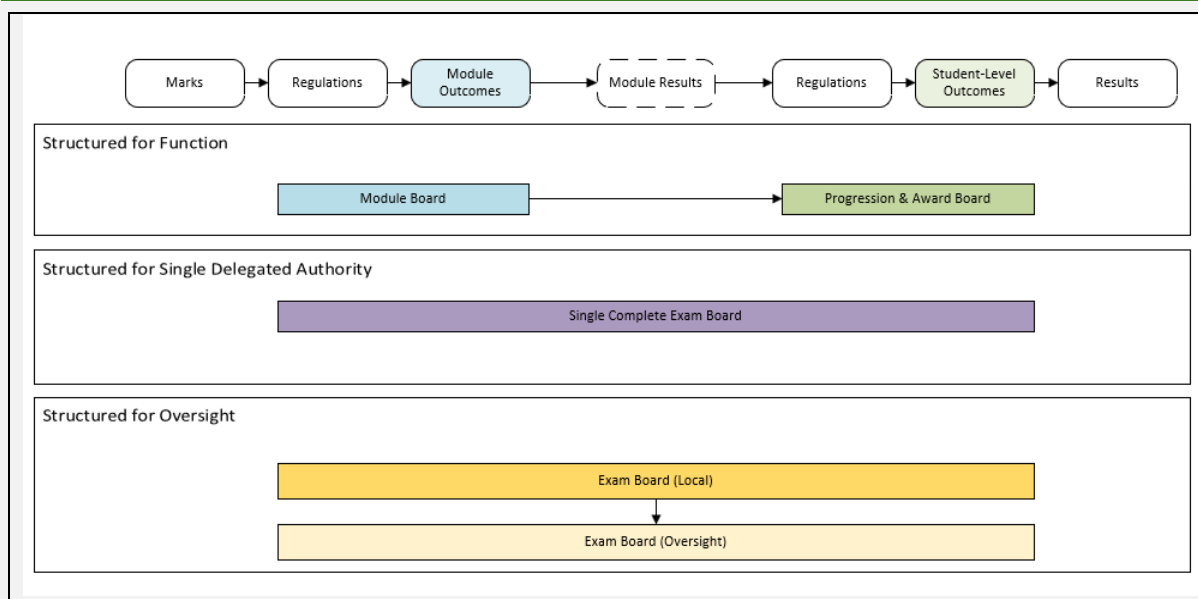 Marks
Regulations
Module
Outcomes
Module Results
Regulations
Student-Level
Outcomes
Results
Structured for Function
Module Board
Progression & Award Board
Structured for Single Delegated Authority
Single Complete Exam Board
Structured for Oversight
Exam Board (Local)
Exam Board (Oversight)